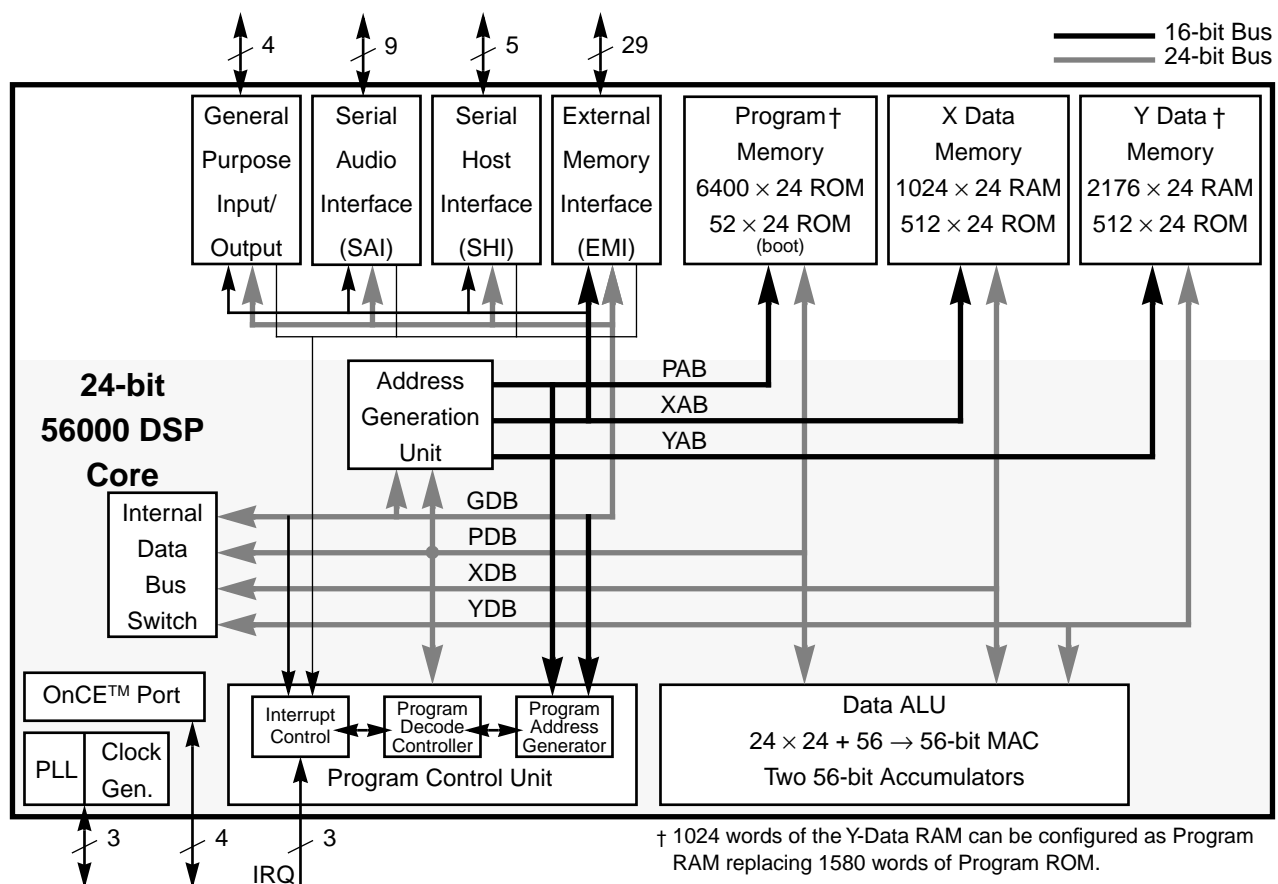 4
9
5
29
16-bit Bus
24-bit Bus
General
Purpose
Input/
Output
Serial
Audio
Interface
(SAI)
Serial
Host
Interface
(SHI)
External
Memory
Interface
(EMI)
Program †
Memory
6400 × 24 ROM
52 × 24 ROM
(boot)
X Data
Memory
1024 × 24 RAM
512 × 24 ROM
Y Data †
Memory
2176 × 24 RAM
512 × 24 ROM
24-bit
56000 DSP
Core
Address
Generation
Unit
PAB
XAB
YAB
Internal
Data
Bus
Switch
GDB
PDB
XDB
YDB
OnCE™ Port
PLL
Clock
Gen.
Interrupt
Control
Program
Decode
Controller
Program
Address
Generator
Program Control Unit
Data ALU
24 × 24 + 56 → 56-bit MAC
Two 56-bit Accumulators
3
4
3
IRQ
† 1024 words of the Y-Data RAM can be configured as Program
RAM replacing 1580 words of Program ROM.